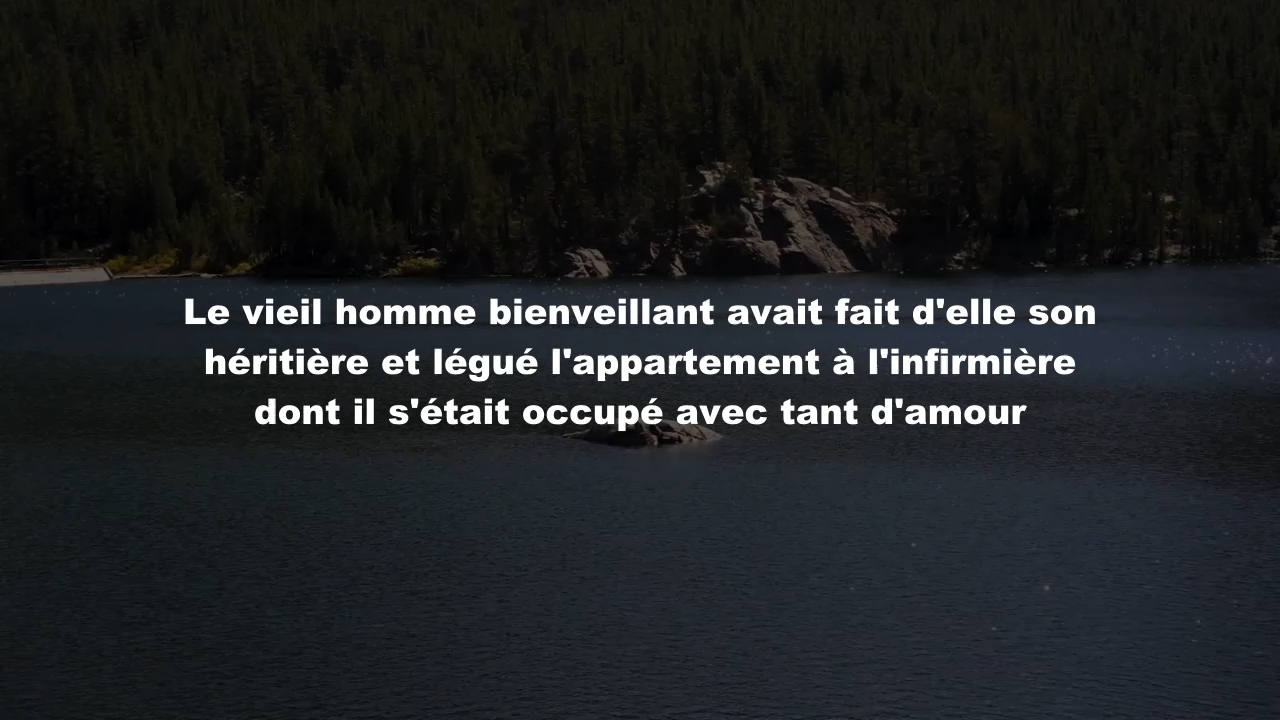 Le vieil homme bienveillant avait fait d'elle son
héritière et légué l'appartement à l'infirmière
dont il s'était occupé avec tant d'amour